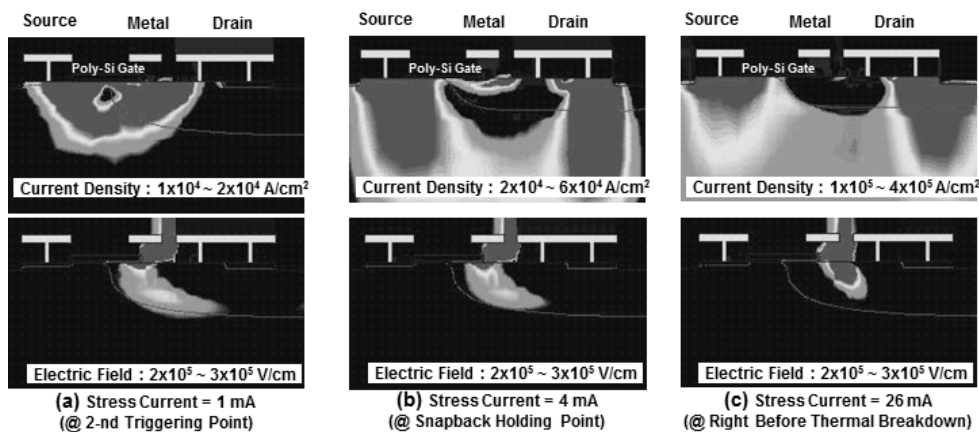 Source Metal Drain
Source Metal Drain
Source Metal Drain
Poly-Si Gate
Poly-Si Gate
Poly-Si Gate
Current Density : 1x10⁴ ~ 2x10⁴ A/cm²
Current Density : 2x10⁴ ~ 6x10⁴ A/cm²
Current Density : 1x10⁵ ~ 4x10⁵ A/cm²
Electric Field : 2x10⁵ ~ 3x10⁵ V/cm
Electric Field : 2x10⁵ ~ 3x10⁵ V/cm
Electric Field : 2x10⁵ ~ 3x10⁵ V/cm
(a) Stress Current = 1 mA
(@ 2-nd Triggering Point)
(b) Stress Current = 4 mA
(@ Snapback Holding Point)
(c) Stress Current = 26 mA
(@ Right Before Thermal Breakdown)